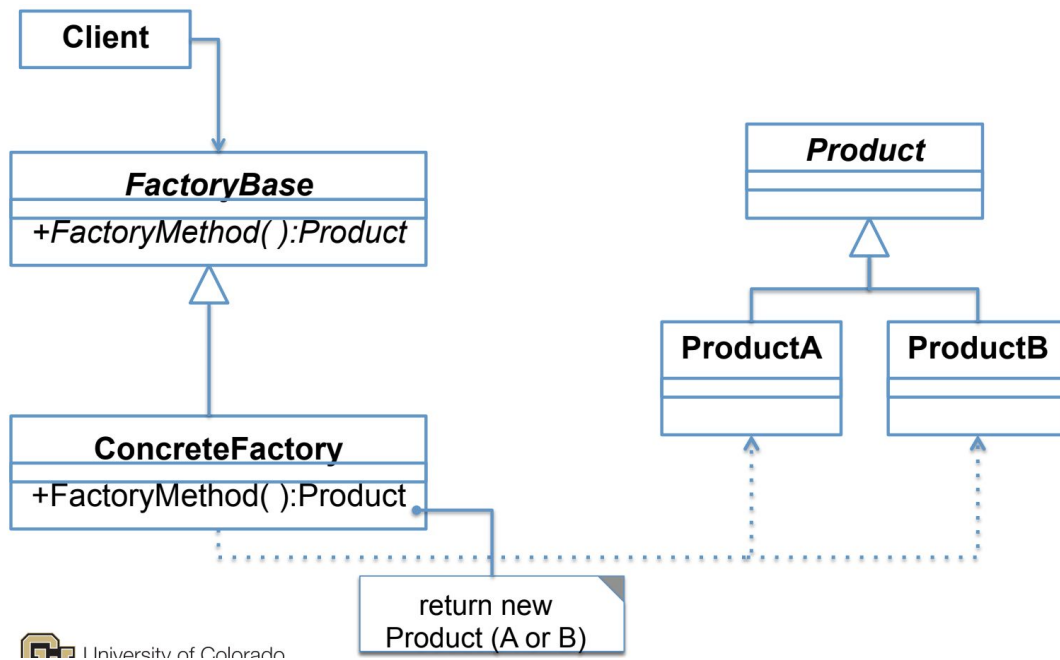 Client
FactoryBase
+FactoryMethod( ):Product
Product
ProductA
ProductB
ConcreteFactory
+FactoryMethod( ):Product
return new
Product (A or B)
University of Colorado